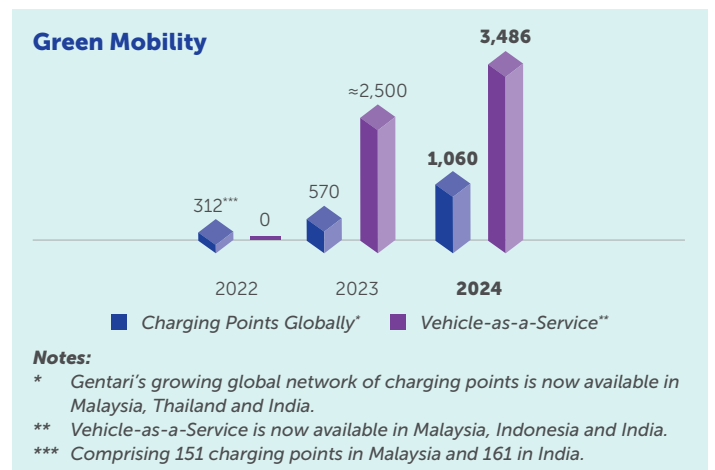 Green Mobility
3,486
≈2,500
1,060
570
312***
0
2022 2023 2024
Charging Points Globally* Vehicle-as-a-Service**
Notes:
* Gentari's growing global network of charging points is now available in
Malaysia, Thailand and India.
** Vehicle-as-a-Service is now available in Malaysia, Indonesia and India.
*** Comprising 151 charging points in Malaysia and 161 in India.